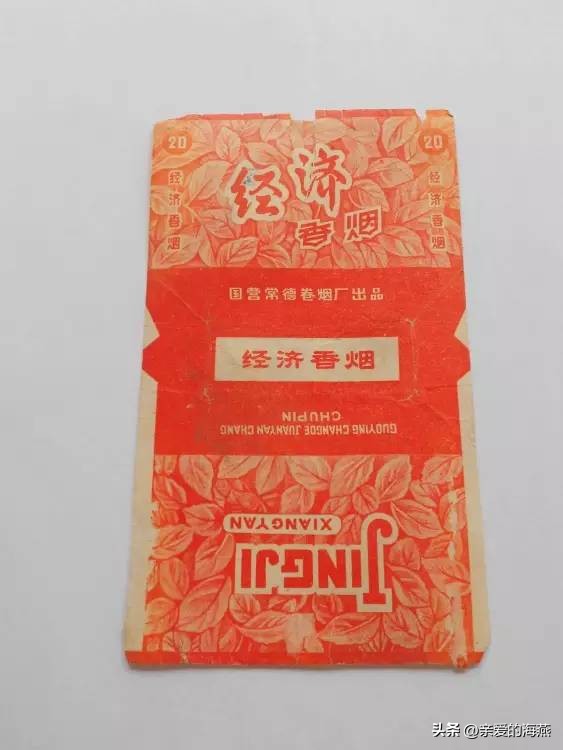 20
20
经济
香烟
经济香烟
经济香烟
国营常德卷烟厂出品
经济香烟
GUOYING CHANGDE JUANYAN CHANG
CHUPIN
XIANGYAN
JINGJI
头条 @亲爱的海燕